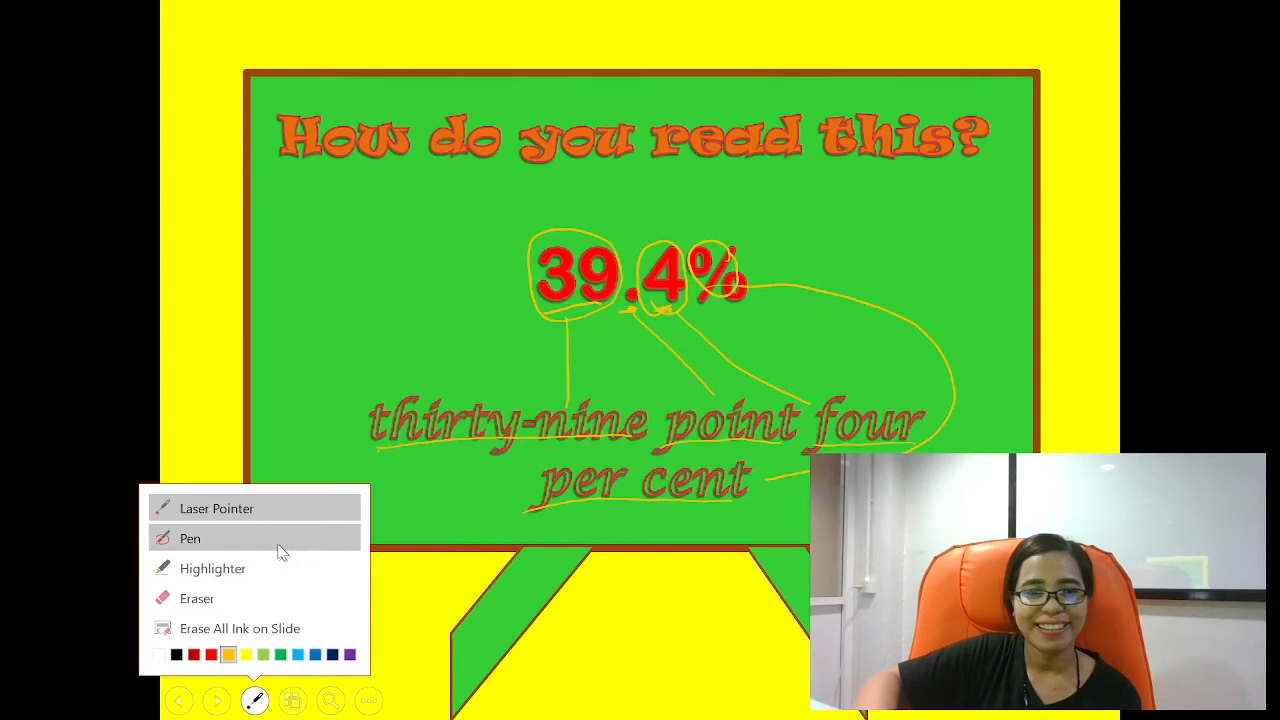 How do you read this?
39.4%
thirty-nine point four
per cent
Laser Pointer
Pen
Highlighter
Eraser
Erase All Ink on Slide